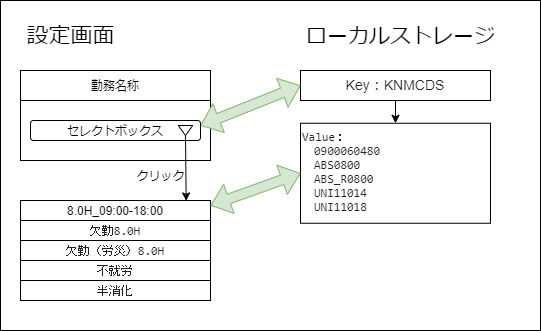 設定画面
ローカルストレージ
勤務名称
Key：KNMCDS
セレクトボックス
Value：
0900060480
ABS0800
ABS_R0800
UNI11014
UNI11018
クリック
8.0H_09:00-18:00
欠勤8.0H
欠勤（労災）8.0H
不就労
半消化